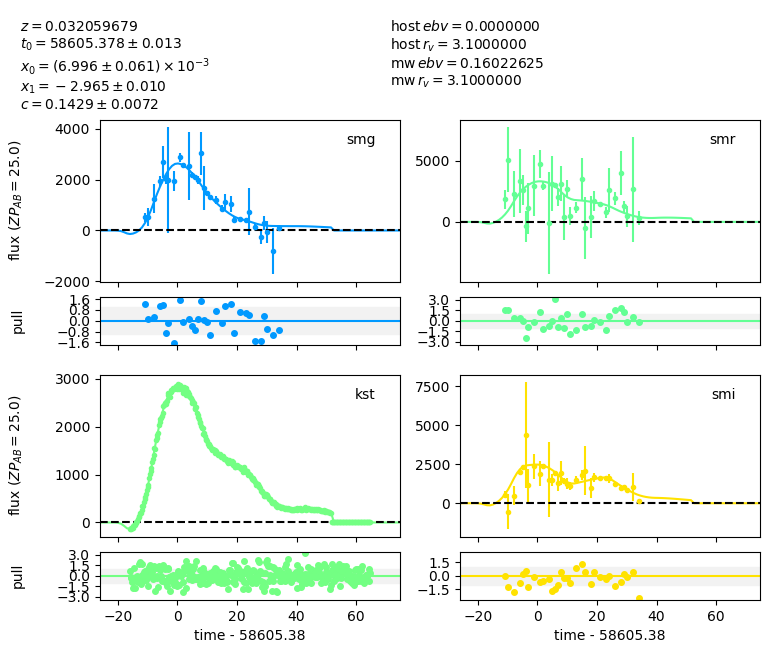 z = 0.032059679
t₀ = 58605.378 ± 0.013
x₀ = (6.996 ± 0.061) × 10⁻³
x₁ = −2.965 ± 0.010
c = 0.1429 ± 0.0072
host ebv = 0.0000000
host r_v = 3.1000000
mw ebv = 0.16022625
mw r_v = 3.1000000
smg
4000
2000
0
−2000
flux (ZP_AB = 25.0)
smr
5000
0
1.6
0.8
0.0
−0.8
−1.6
pull
3.0
1.5
0.0
−1.5
−3.0
kst
3000
2000
1000
0
flux (ZP_AB = 25.0)
smi
7500
5000
2500
0
3.0
1.5
0.0
−1.5
−3.0
pull
1.5
0.0
−1.5
−20 0 20 40 60
time - 58605.38
−20 0 20 40 60
time - 58605.38